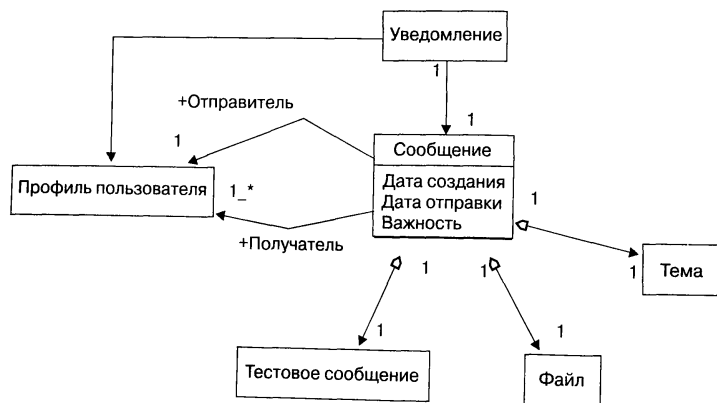 Уведомление
1
+Отправитель
1
1
Сообщение
Профиль пользователя
Дата создания
1_*
Дата отправки
1
Важность
+Получатель
1
1
1
Тема
1
1
Тестовое сообщение
Файл